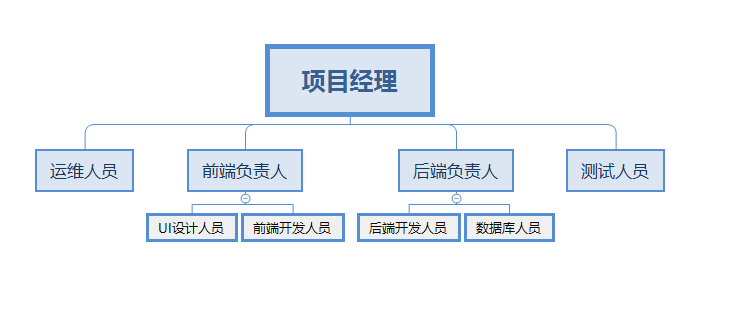 项目经理
运维人员
前端负责人
后端负责人
测试人员
UI设计人员
前端开发人员
后端开发人员
数据库人员